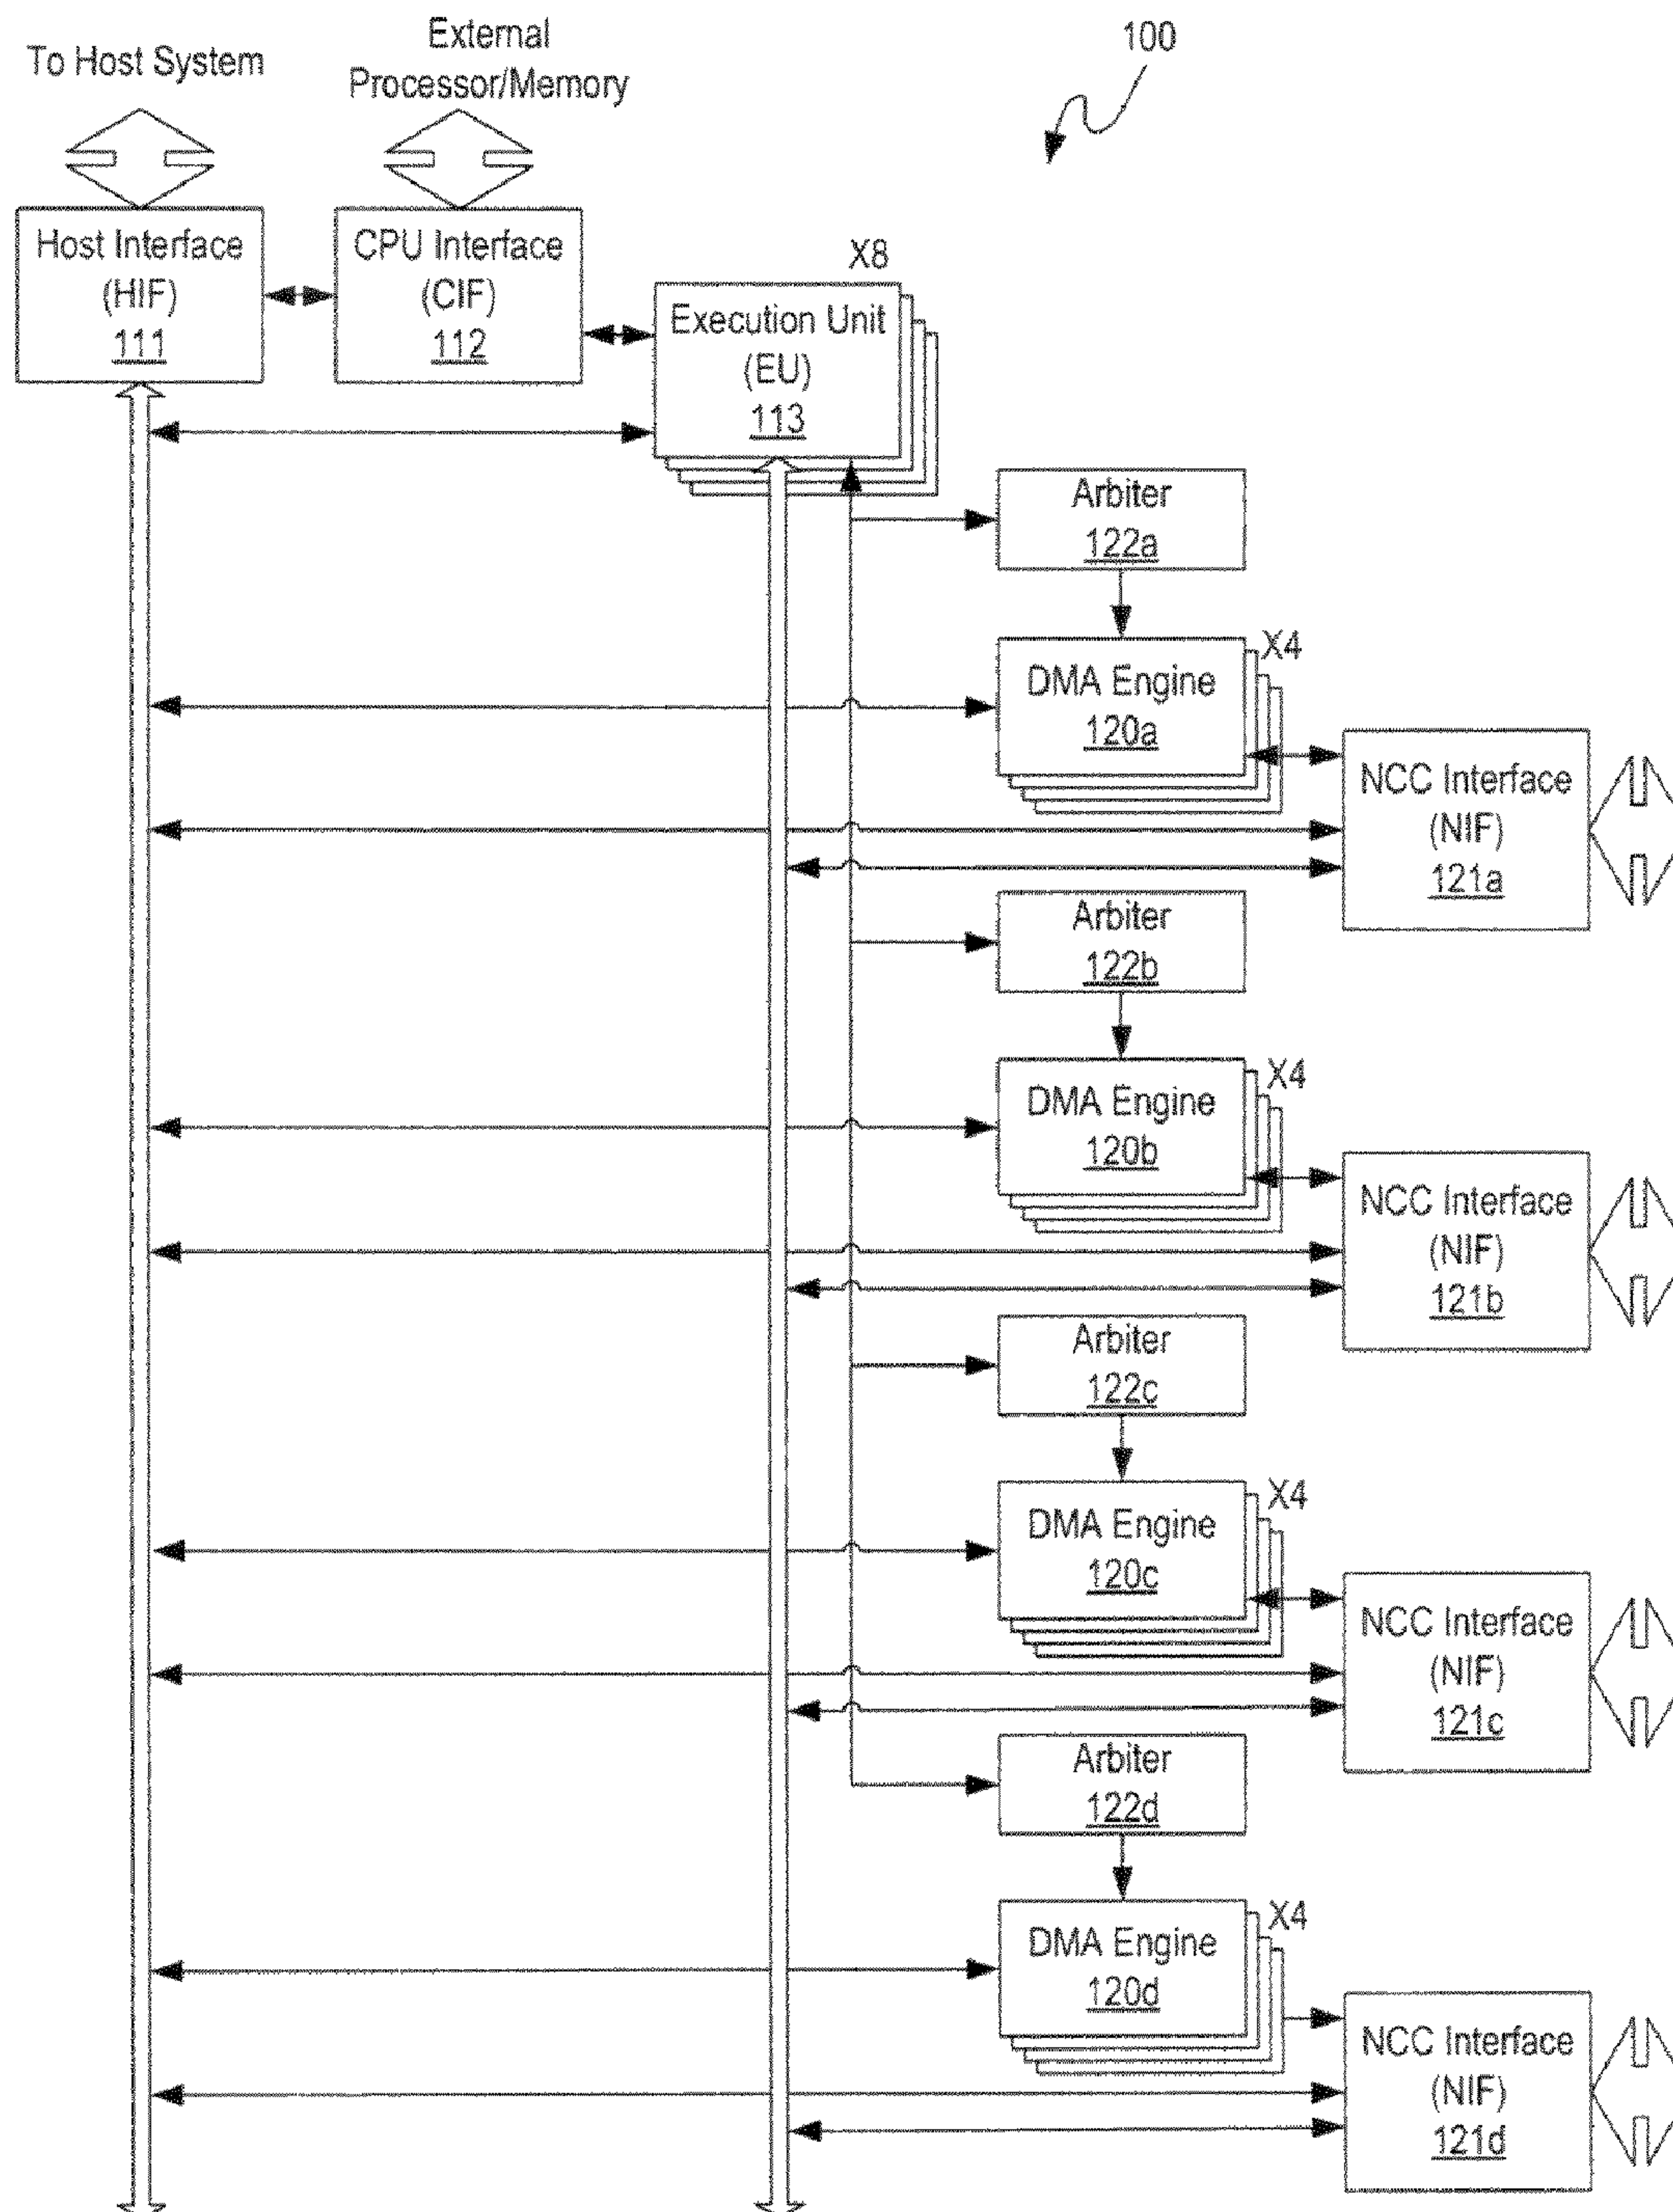 100
To Host System
External
Processor/Memory
Host Interface
(HIF)
111
CPU Interface
(CIF)
112
X8
Execution Unit
(EU)
113
Arbiter
122a
X4
DMA Engine
120a
NCC Interface
(NIF)
121a
Arbiter
122b
X4
DMA Engine
120b
NCC Interface
(NIF)
121b
Arbiter
122c
X4
DMA Engine
120c
NCC Interface
(NIF)
121c
Arbiter
122d
X4
DMA Engine
120d
NCC Interface
(NIF)
121d